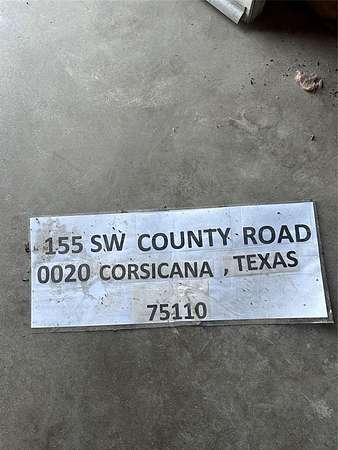 155 SW COUNTY ROAD
0020 CORSICANA , TEXAS
75110